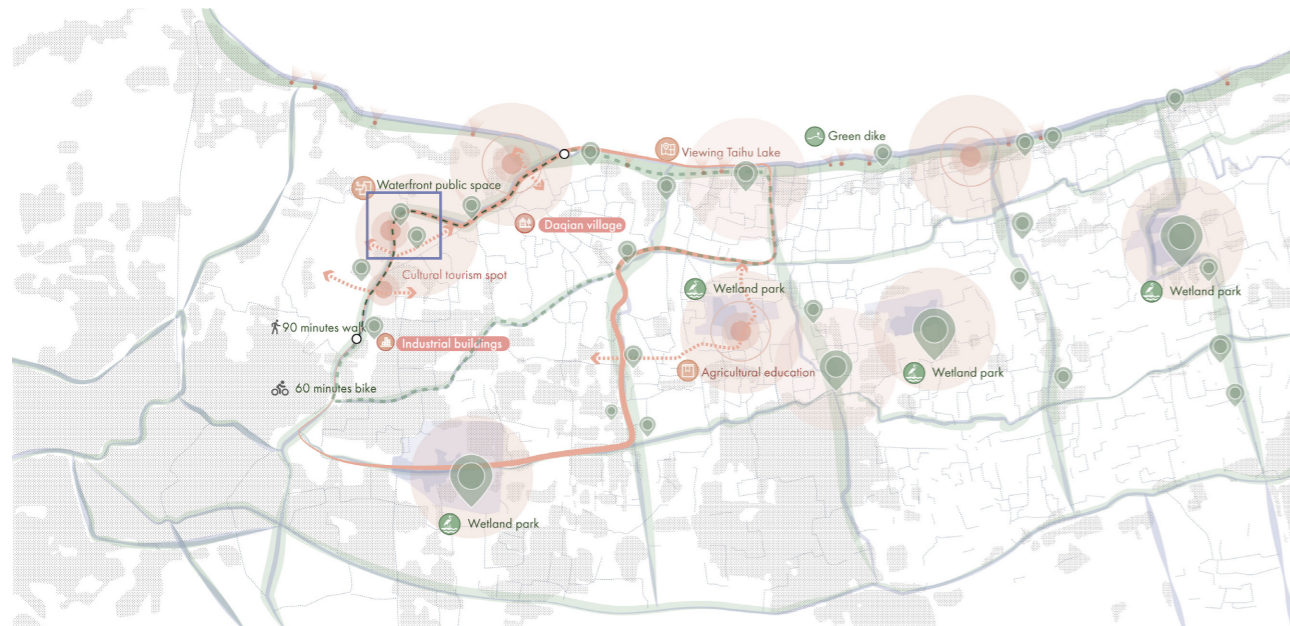 Green dike
Viewing Taihu Lake
Waterfront public space
Daqian village
Cultural tourism spot
Wetland park
Wetland park
90 minutes walk
Industrial buildings
Agricultural education
Wetland park
60 minutes bike
Wetland park